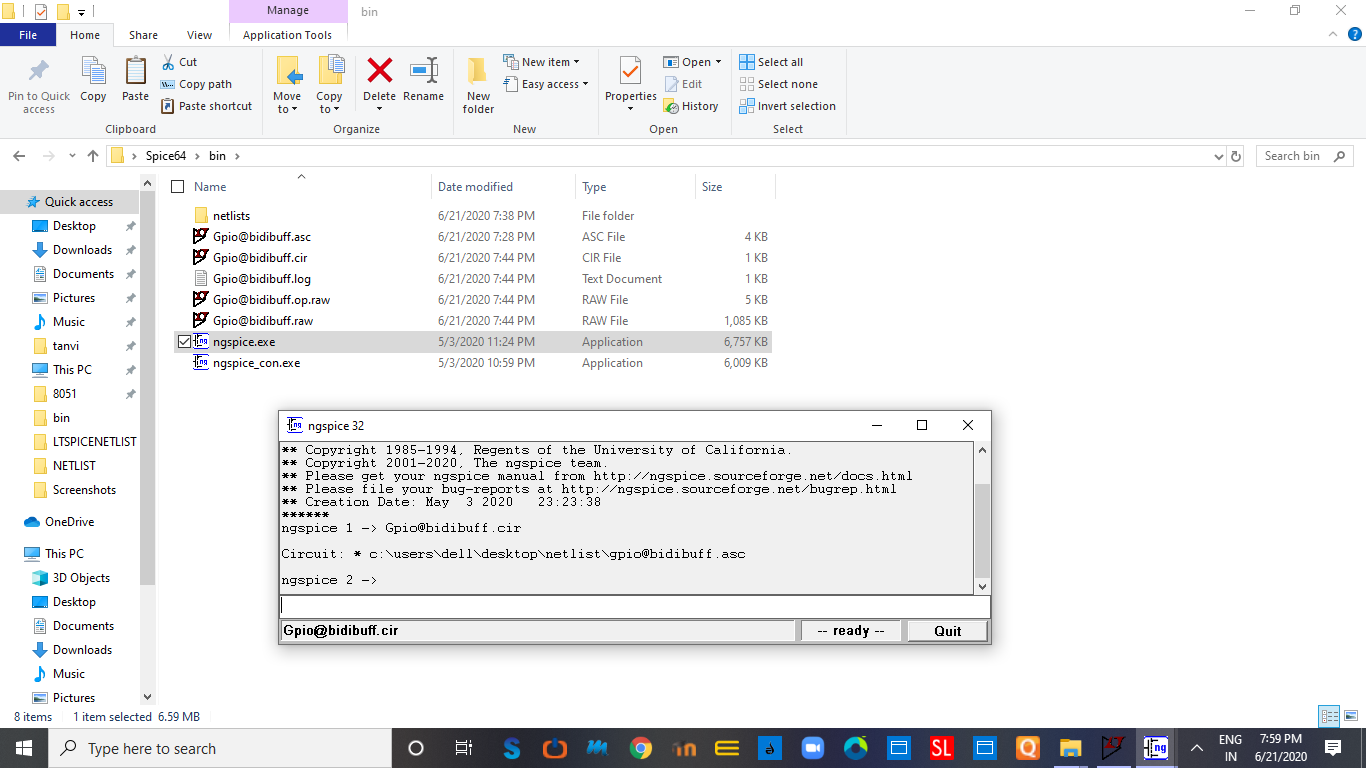 Manage
bin
File
Home
Share
View
Application Tools
Pin to Quick access
Copy
Paste
Cut
Copy path
Paste shortcut
Clipboard
Move to
Copy to
Delete
Rename
Organize
New folder
New item
Easy access
New
Properties
Open
Edit
History
Open
Select all
Select none
Invert selection
Select
Spice64 › bin ›
Search bin
Name
Date modified
Type
Size
netlists 6/21/2020 7:38 PM File folder
Gpio@bidibuff.asc 6/21/2020 7:28 PM ASC File 4 KB
Gpio@bidibuff.cir 6/21/2020 7:44 PM CIR File 1 KB
Gpio@bidibuff.log 6/21/2020 7:44 PM Text Document 1 KB
Gpio@bidibuff.op.raw 6/21/2020 7:44 PM RAW File 5 KB
Gpio@bidibuff.raw 6/21/2020 7:44 PM RAW File 1,085 KB
ngspice.exe 5/3/2020 11:24 PM Application 6,757 KB
ngspice_con.exe 5/3/2020 10:59 PM Application 6,009 KB
Quick access
Desktop
Downloads
Documents
Pictures
Music
tanvi
This PC
8051
bin
LTSPICENETLIST
NETLIST
Screenshots
OneDrive
This PC
3D Objects
Desktop
Documents
Downloads
Music
Pictures
ngspice 32
** Copyright 1985-1994, Regents of the University of California.
** Copyright 2001-2020, The ngspice team.
** Please get your ngspice manual from http://ngspice.sourceforge.net/docs.html
** Please file your bug-reports at http://ngspice.sourceforge.net/bugrep.html
** Creation Date: May  3 2020   23:23:38
******
ngspice 1 -> Gpio@bidibuff.cir
Circuit: * c:\users\dell\desktop\netlist\gpio@bidibuff.asc
ngspice 2 ->
Gpio@bidibuff.cir
-- ready --
Quit
8 items
1 item selected 6.59 MB
Type here to search
SL
ng
ENG
IN
7:59 PM
6/21/2020